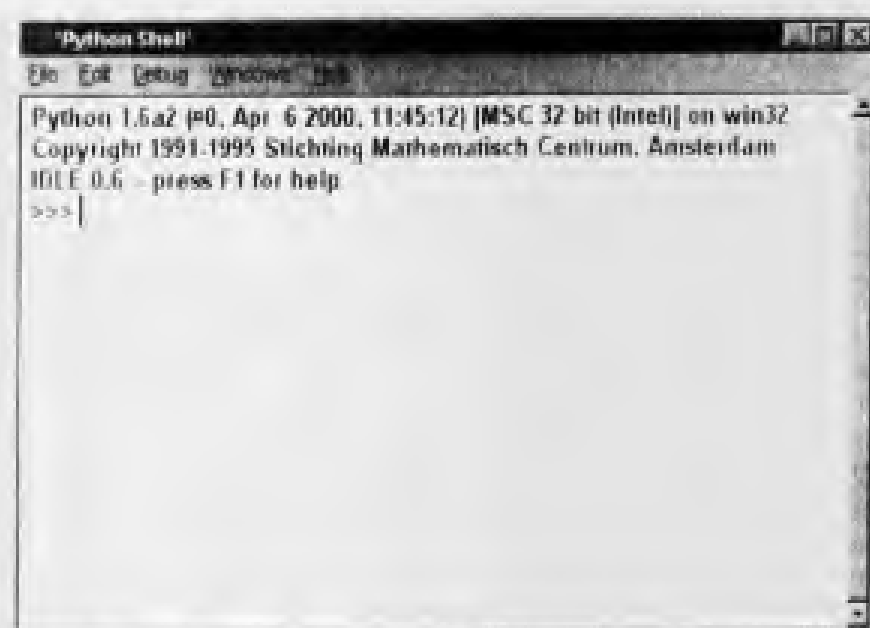 'Python Shell'
File Edit Debug Windows Help
Python 1.6a2 (#0, Apr 6 2000, 11:45:12) [MSC 32 bit (Intel)] on win32
Copyright 1991-1995 Stichting Mathematisch Centrum, Amsterdam
IDLE 0.6 -- press F1 for help
>>>